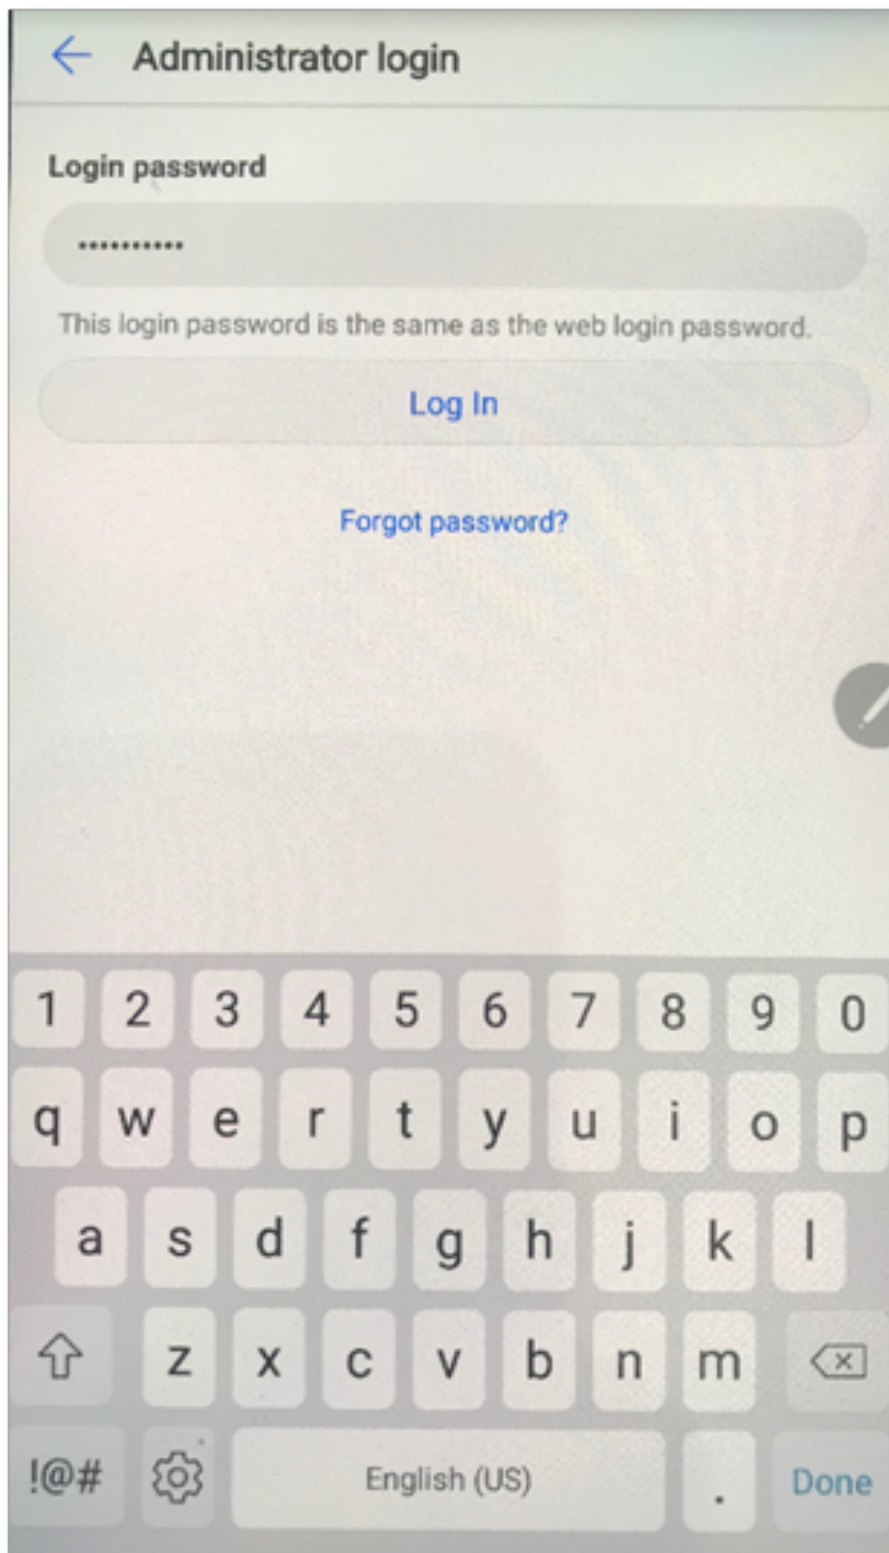 Administrator login
Login password
••••••••••
This login password is the same as the web login password.
Log In
Forgot password?
1 2 3 4 5 6 7 8 9 0
q w e r t y u i o p
a s d f g h j k l
z x c v b n m
!@# English (US) . Done